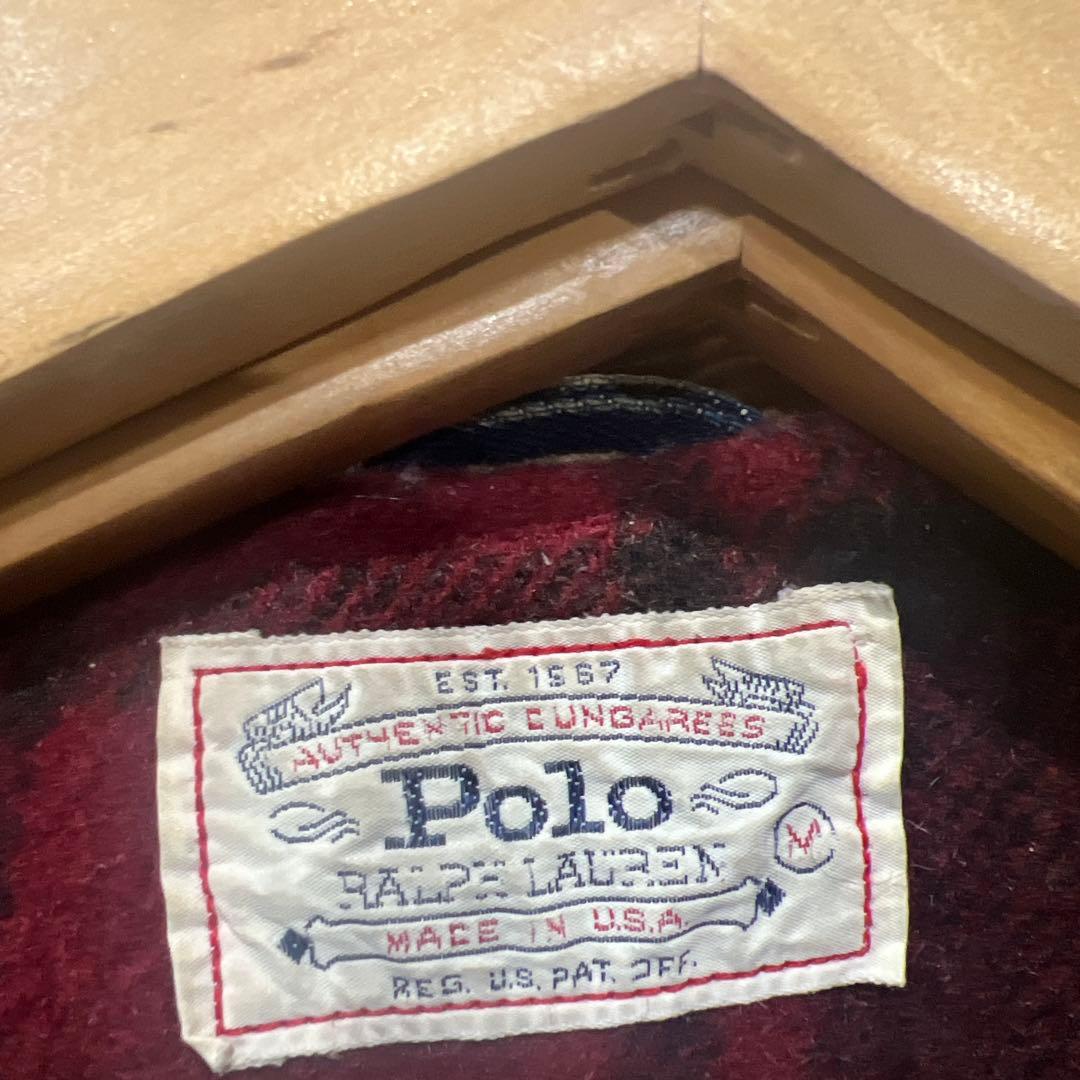 EST. 1967
AUTHENTIC DUNGAREES
Polo
RALPH LAUREN
M
MADE IN U.S.A.
REG. U.S. PAT. OFF.